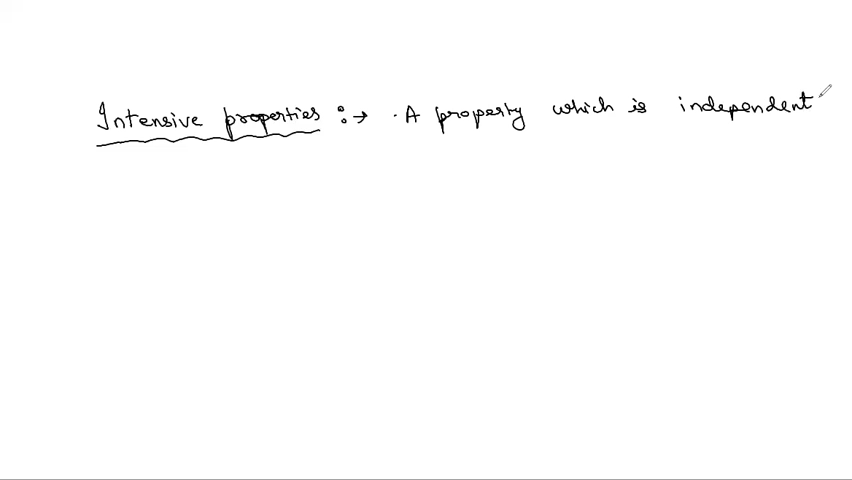 Intensive properties :→ . A property which is independent